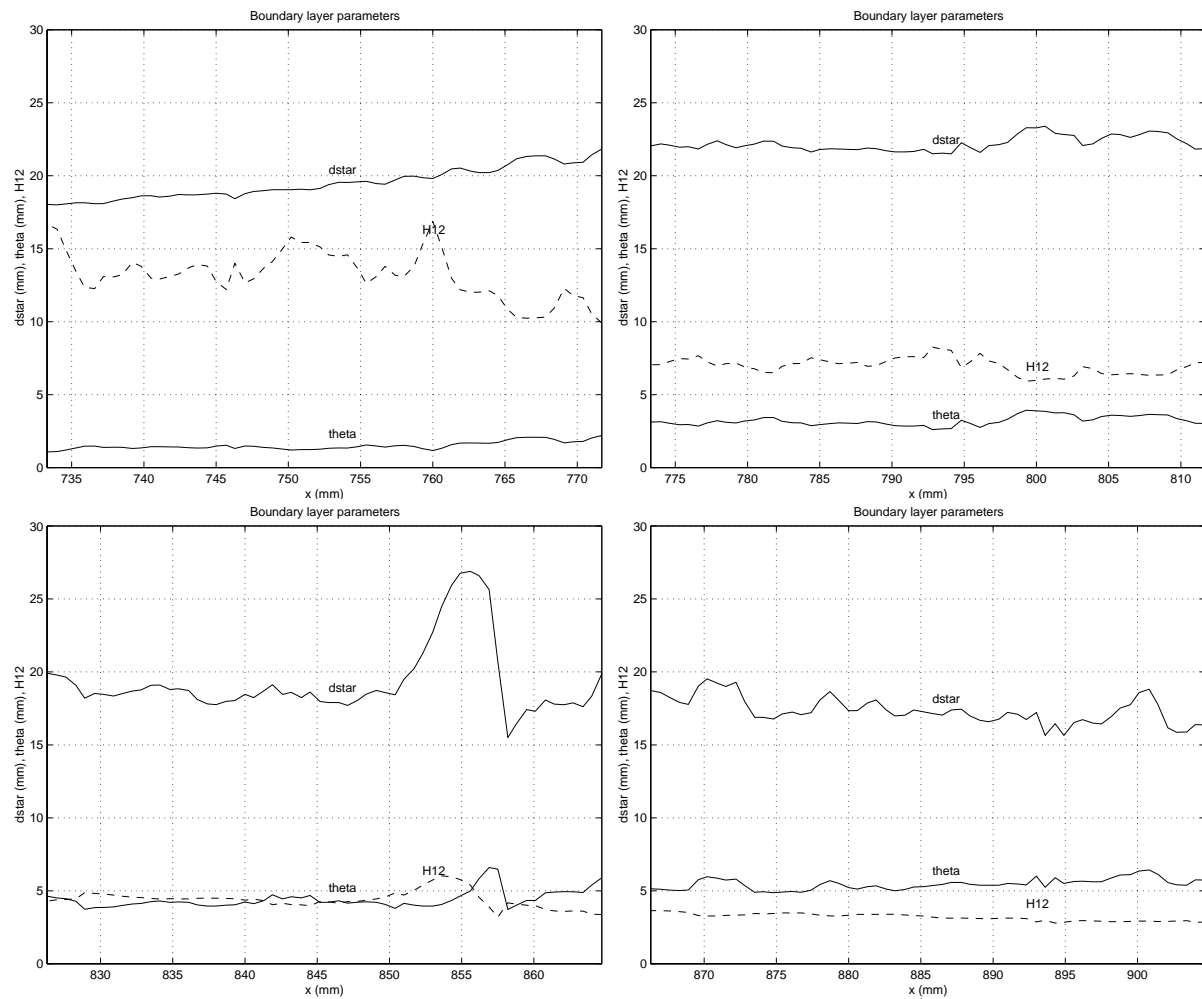 Boundary layer parameters
30
25
20
15
10
5
0
dstar (mm), theta (mm), H12
dstar
H12
theta
735 740 745 750 755 760 765 770
x (mm)
Boundary layer parameters
30
25
20
15
10
5
0
dstar (mm), theta (mm), H12
dstar
H12
theta
775 780 785 790 795 800 805 810
x (mm)
Boundary layer parameters
30
25
20
15
10
5
0
dstar (mm), theta (mm), H12
dstar
H12
theta
830 835 840 845 850 855 860
x (mm)
Boundary layer parameters
30
25
20
15
10
5
0
dstar (mm), theta (mm), H12
dstar
theta
H12
870 875 880 885 890 895 900
x (mm)